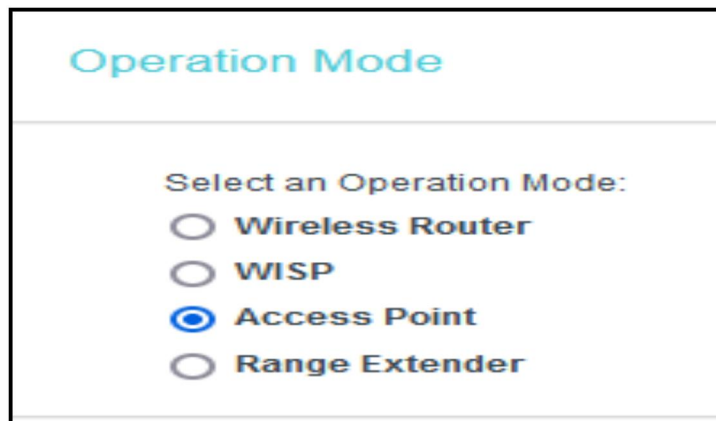 Operation Mode
Select an Operation Mode:
Wireless Router
WISP
Access Point
Range Extender